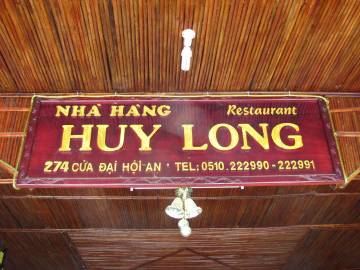 NHÀ HÀNG Restaurant
HUY LONG
274 CỬA ĐẠI HỘI AN * TEL: 0510. 222990 - 222991